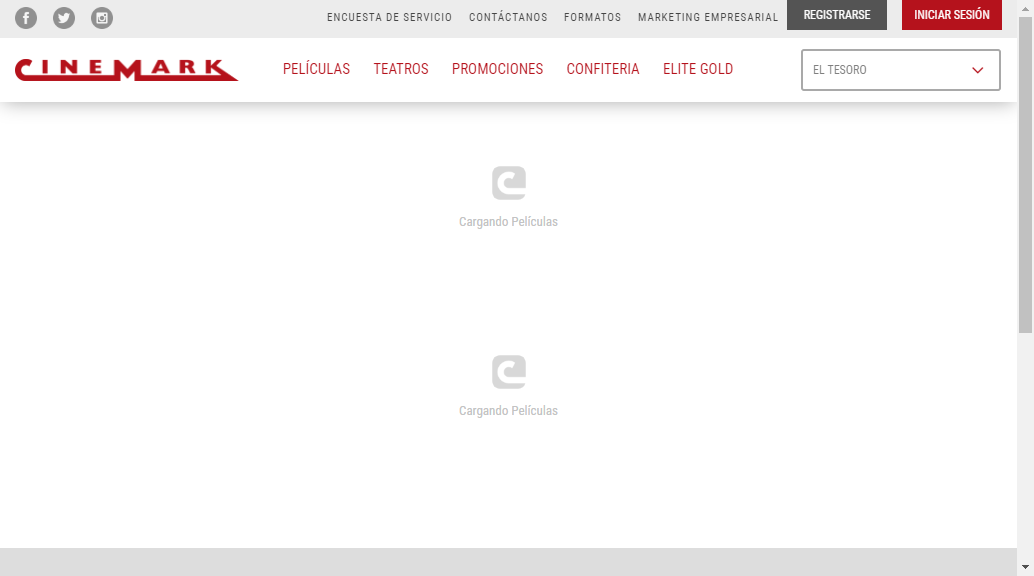 ENCUESTA DE SERVICIO CONTÁCTANOS FORMATOS MARKETING EMPRESARIAL REGISTRARSE INICIAR SESIÓN
CINEMARK PELÍCULAS TEATROS PROMOCIONES CONFITERIA ELITE GOLD EL TESORO
Cargando Películas
Cargando Películas